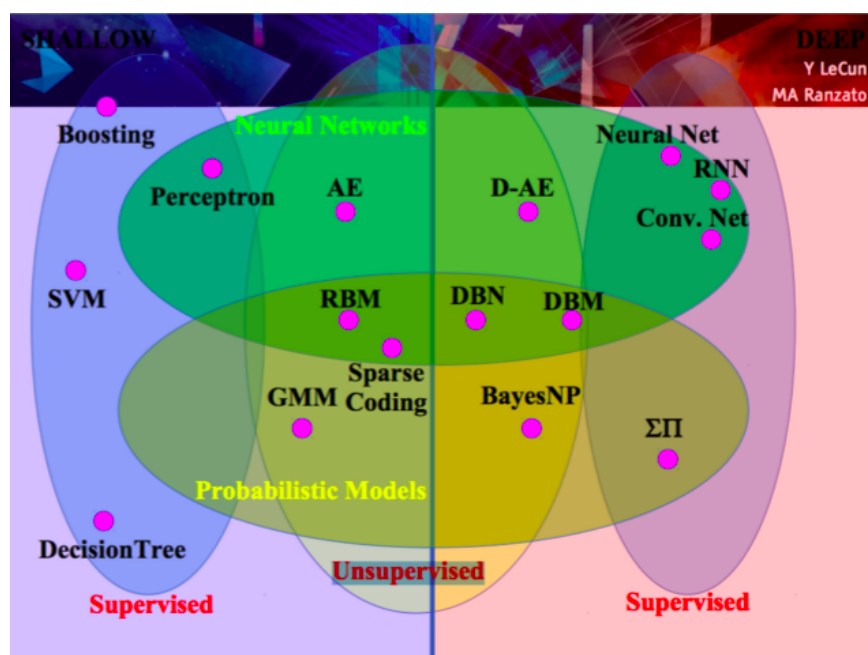 SHALLOW
DEEP
Y LeCun
MA Ranzato
Boosting
Neural Networks
Neural Net
RNN
Perceptron
AE
D-AE
Conv. Net
SVM
RBM
DBN
DBM
Sparse
Coding
GMM
BayesNP
ΣΠ
Probabilistic Models
DecisionTree
Unsupervised
Supervised
Supervised